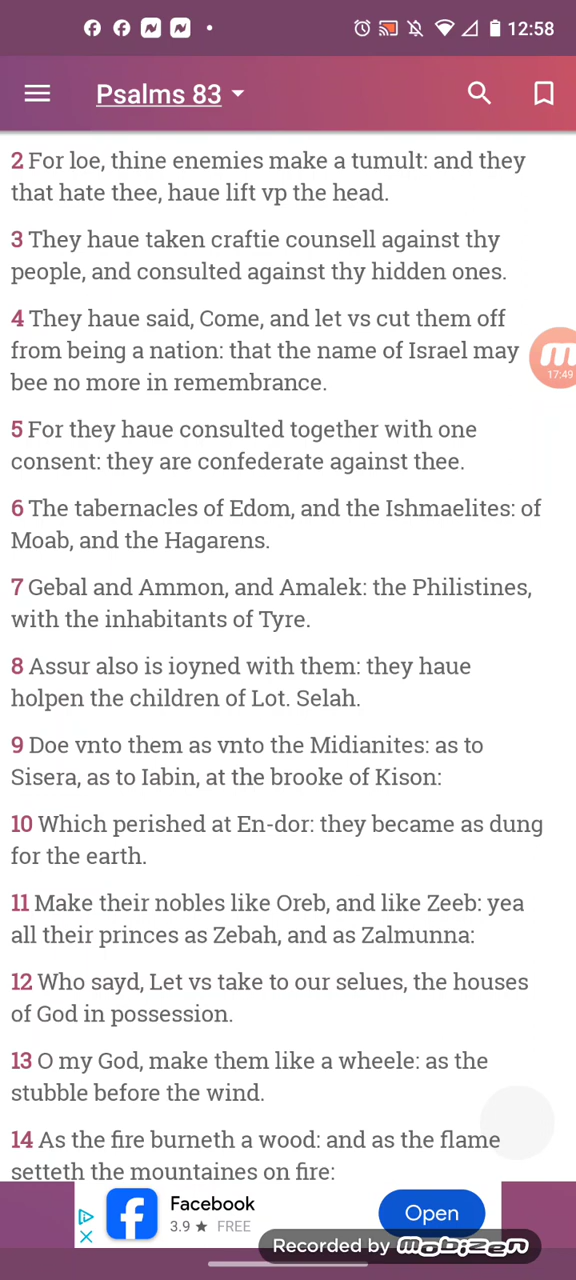 12:58
Psalms 83
2 For loe, thine enemies make a tumult: and they
that hate thee, haue lift vp the head.
3 They haue taken craftie counsell against thy
people, and consulted against thy hidden ones.
4 They haue said, Come, and let vs cut them off
from being a nation: that the name of Israel may
bee no more in remembrance.
17:49
5 For they haue consulted together with one
consent: they are confederate against thee.
6 The tabernacles of Edom, and the Ishmaelites: of
Moab, and the Hagarens.
7 Gebal and Ammon, and Amalek: the Philistines,
with the inhabitants of Tyre.
8 Assur also is ioyned with them: they haue
holpen the children of Lot. Selah.
9 Doe vnto them as vnto the Midianites: as to
Sisera, as to Iabin, at the brooke of Kison:
10 Which perished at En-dor: they became as dung
for the earth.
11 Make their nobles like Oreb, and like Zeeb: yea
all their princes as Zebah, and as Zalmunna:
12 Who sayd, Let vs take to our selues, the houses
of God in possession.
13 O my God, make them like a wheele: as the
stubble before the wind.
14 As the fire burneth a wood: and as the flame
setteth the mountaines on fire:
Facebook
3.9 ★ FREE
Open
Recorded by mobizen